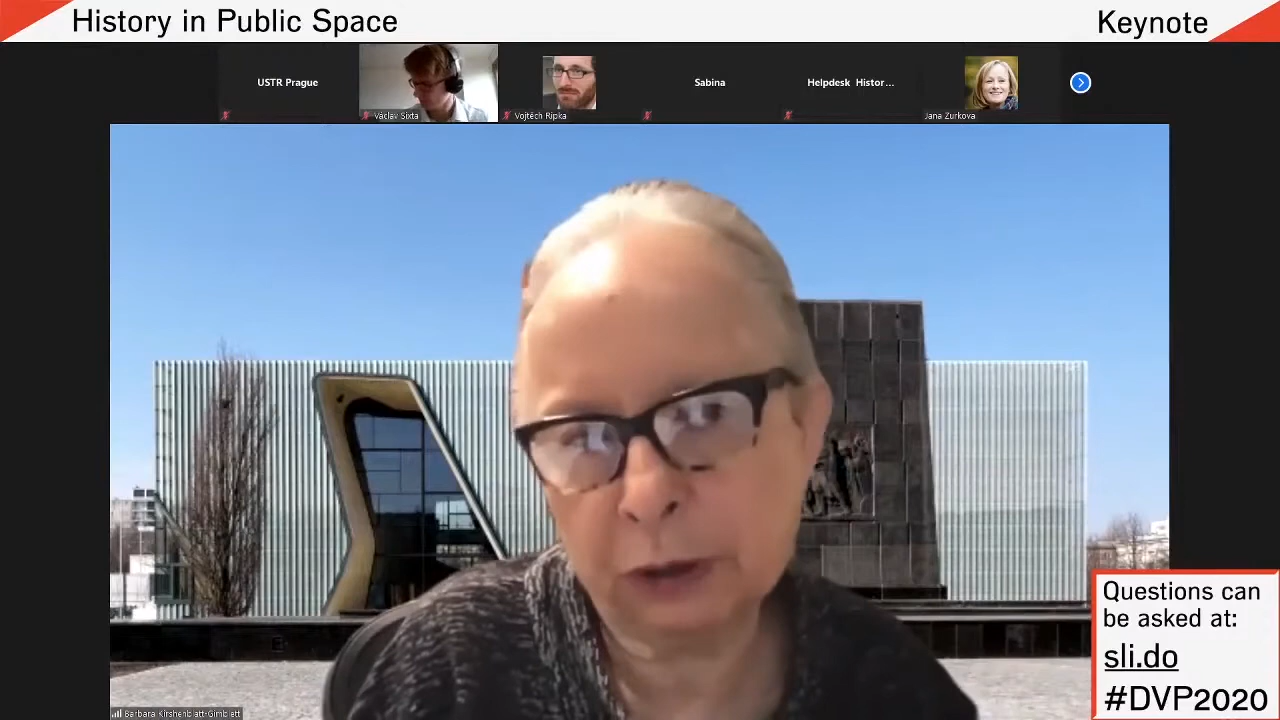 History in Public Space
Keynote
USTR Prague
Václav Sixta
Vojtěch Ripka
Sabina
Helpdesk Histor...
Jana Zurkova
Questions can
be asked at:
sli.do
#DVP2020
Barbara Kirshenblatt-Gimblett